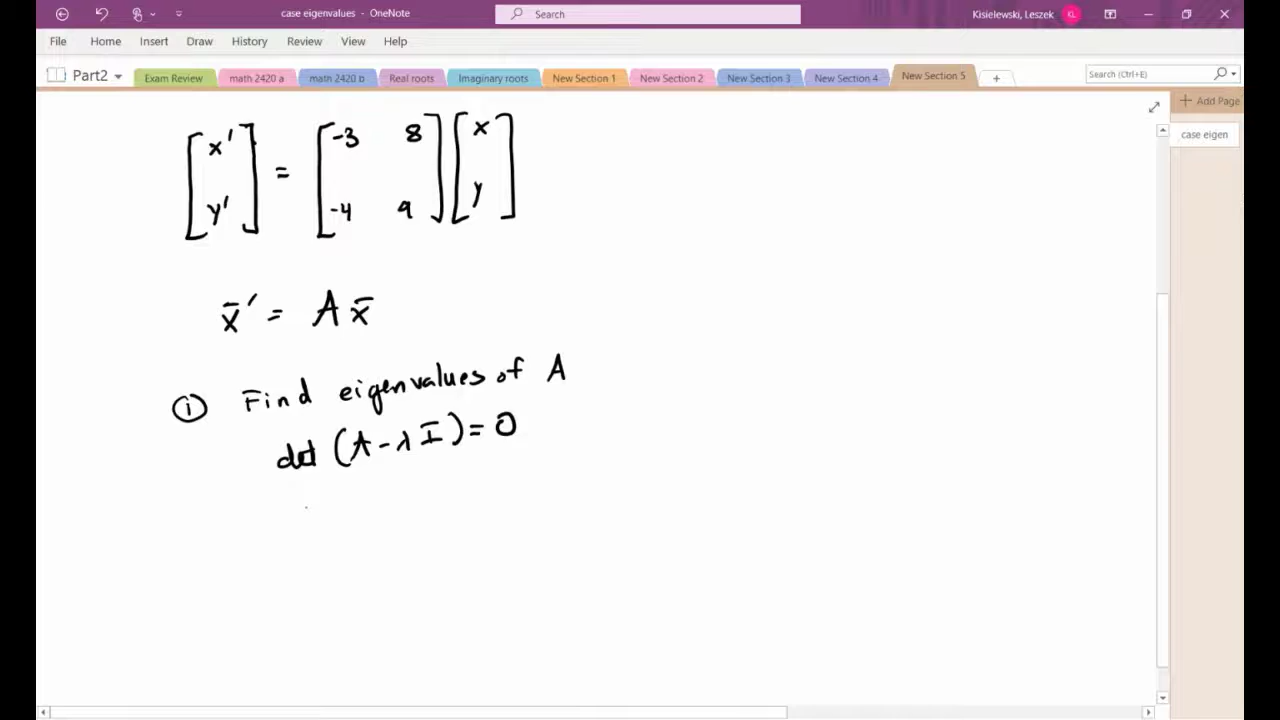 case eigenvalues - OneNote
Search
Kisielewski, Leszek
KL
File Home Insert Draw History Review View Help
Part2
Exam Review math 2420 a math 2420 b Real roots Imaginary roots New Section 1 New Section 2 New Section 3 New Section 4 New Section 5 +
Search (Ctrl+E)
+ Add Page
case eigen
[x' y'] = [-3 8 -4 9] [x y]
x̄' = A x̄
① Find eigenvalues of A
det (A - λ I) = 0